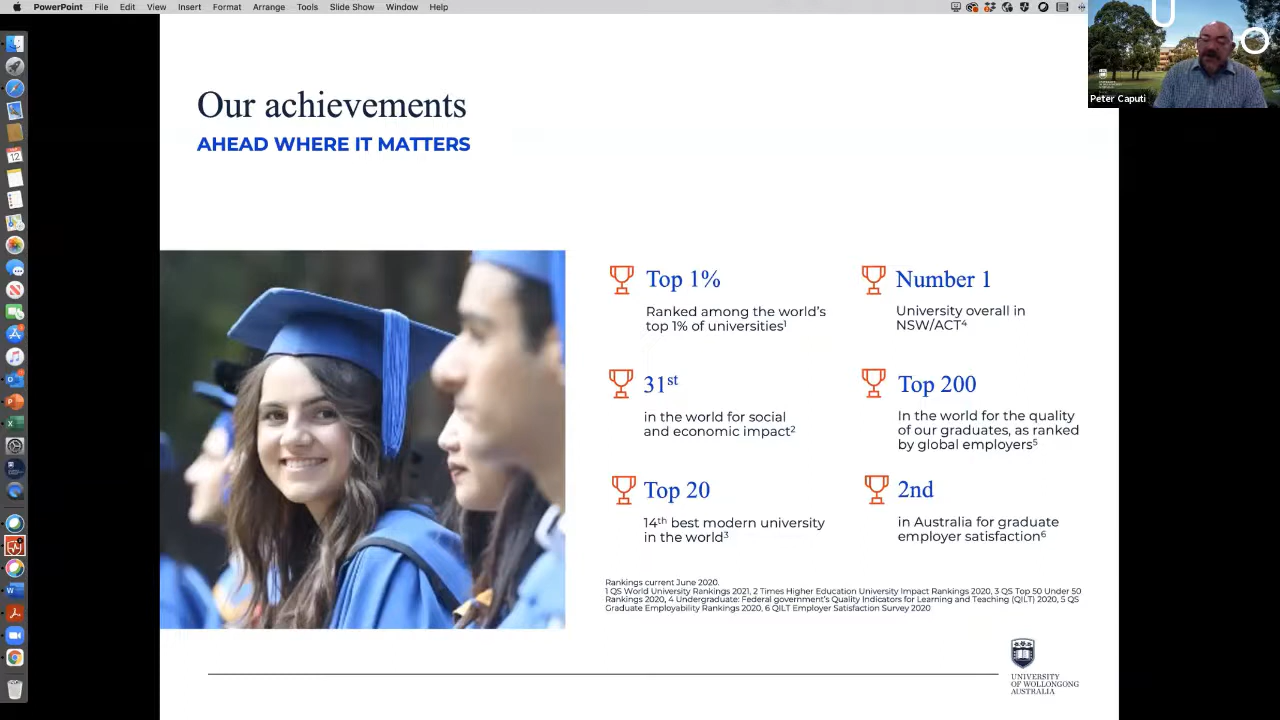 PowerPoint File Edit View Insert Format Arrange Tools Slide Show Window Help
Peter Caputi
Our achievements
AHEAD WHERE IT MATTERS
Top 1%
Ranked among the world's
top 1% of universities¹
Number 1
University overall in
NSW/ACT⁴
31st
in the world for social
and economic impact²
Top 200
In the world for the quality
of our graduates, as ranked
by global employers⁵
Top 20
14th best modern university
in the world³
2nd
in Australia for graduate
employer satisfaction⁶
Rankings current June 2020.
1 QS World University Rankings 2021, 2 Times Higher Education University Impact Rankings 2020, 3 QS Top 50 Under 50
Rankings 2020, 4 Undergraduate: Federal government's Quality Indicators for Learning and Teaching (QILT) 2020, 5 QS
Graduate Employability Rankings 2020, 6 QILT Employer Satisfaction Survey 2020
UNIVERSITY
OF WOLLONGONG
AUSTRALIA
12